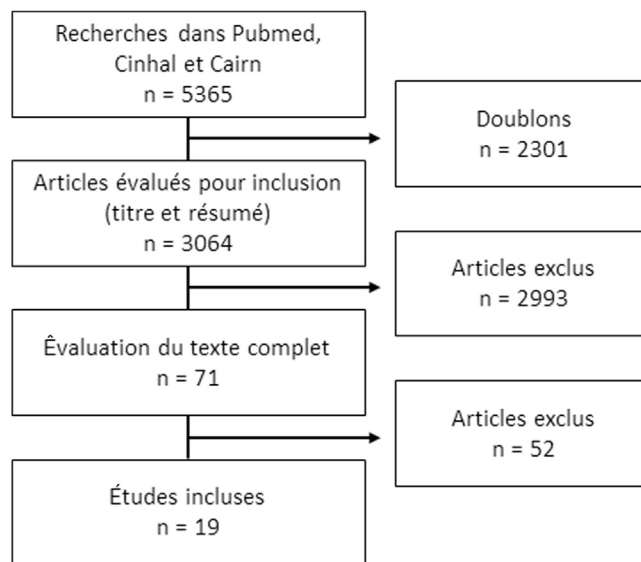 Recherches dans Pubmed,
Cinhal et Cairn
n = 5365
Doublons
n = 2301
Articles évalués pour inclusion
(titre et résumé)
n = 3064
Articles exclus
n = 2993
Êvaluation du texte complet
n = 71
Articles exclus
n = 52
Études incluses
n = 19